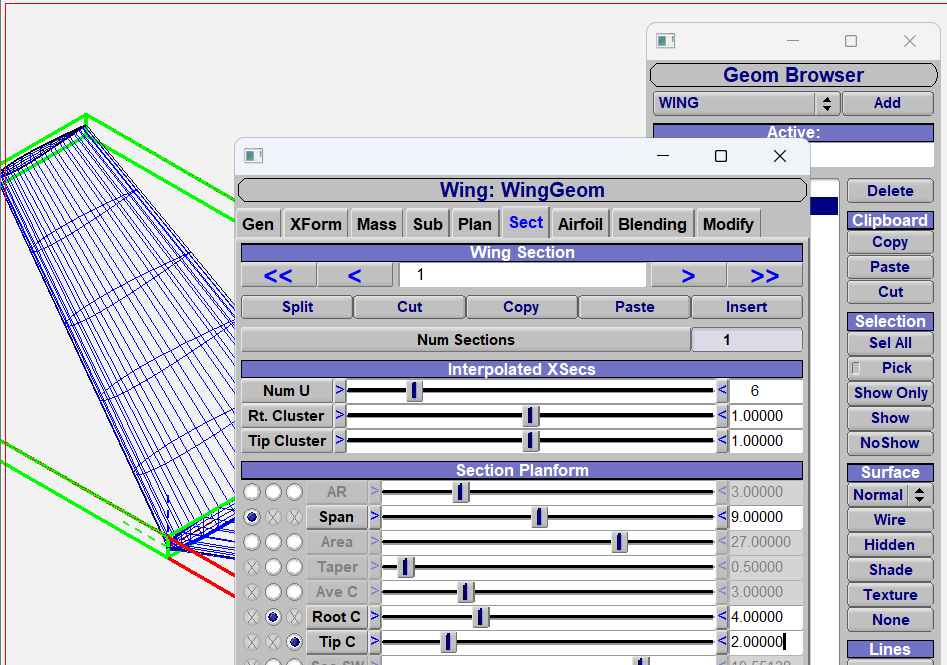 Geom Browser
WING Add
Active:
Wing: WingGeom
Gen XForm Mass Sub Plan Sect Airfoil Blending Modify
Wing Section
<< < 1 > >>
Split Cut Copy Paste Insert
Num Sections 1
Interpolated XSecs
Num U > < 6
Rt. Cluster > < 1.00000
Tip Cluster > < 1.00000
Section Planform
AR > < 3.00000
Span > < 9.00000
Area > < 27.00000
Taper > < 0.50000
Ave C > < 3.00000
Root C > < 4.00000
Tip C > < 2.00000
Delete
Clipboard
Copy
Paste
Cut
Selection
Sel All
Pick
Show Only
Show
NoShow
Surface
Normal
Wire
Hidden
Shade
Texture
None
Lines